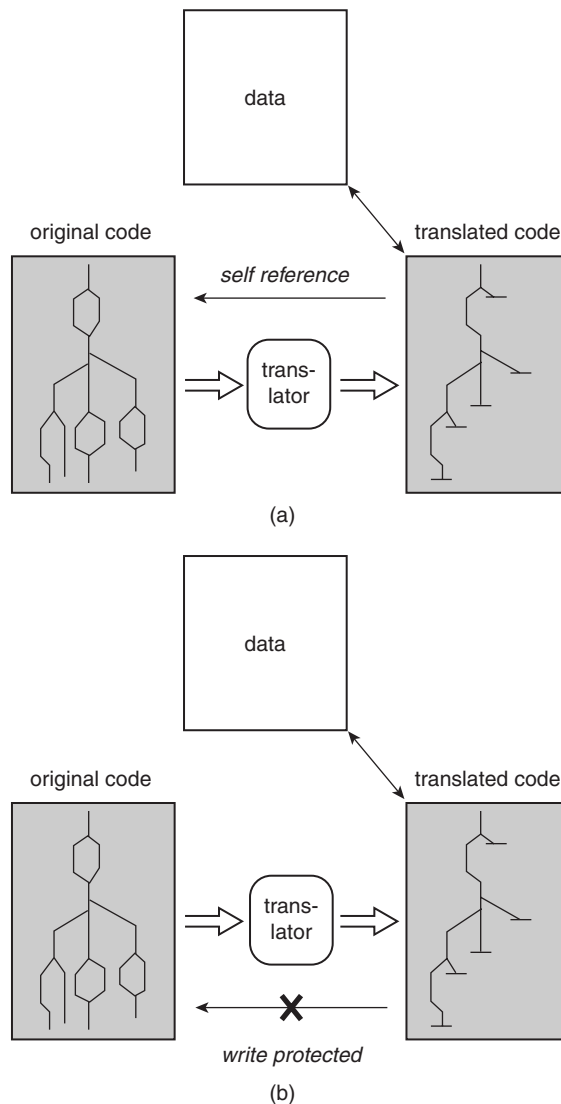 data
original code
translated code
self reference
trans-
lator
(a)
data
original code
translated code
trans-
lator
write protected
(b)